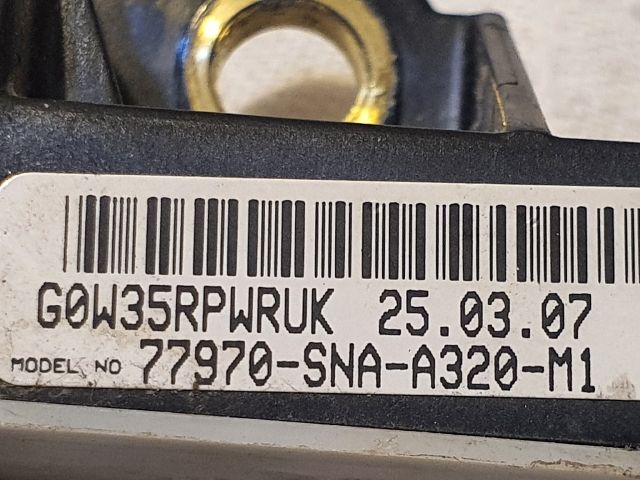 G0W35RPWRUK 25.03.07
MODEL NO 77970-SNA-A320-M1